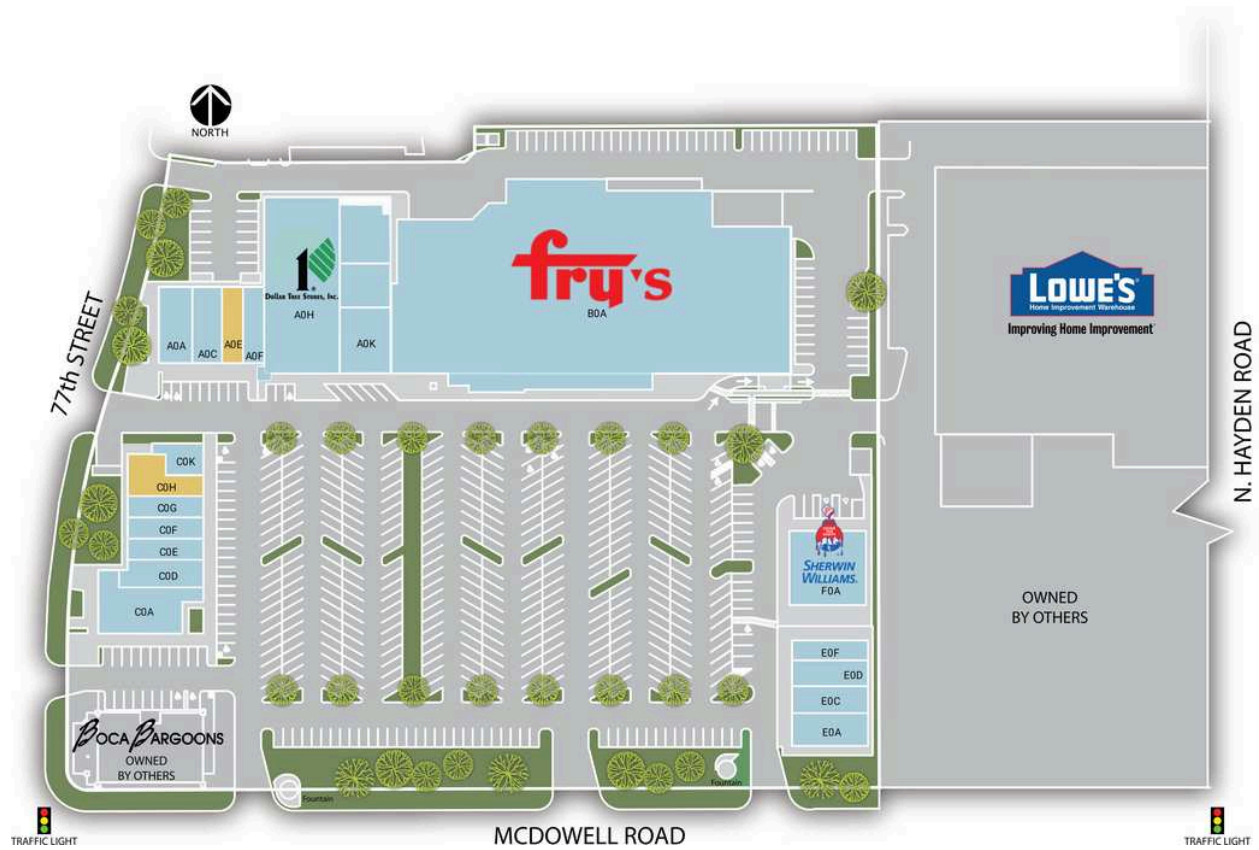 NORTH
77th STREET
1
Dollar Tree Stores, Inc.
A0H
A0A
A0C
A0E
A0F
A0K
fry's
B0A
LOWE'S
Home Improvement Warehouse
Improving Home Improvement
N. HAYDEN ROAD
C0K
C0H
C0G
C0F
C0E
C0D
C0A
SHERWIN
WILLIAMS.
F0A
OWNED
BY OTHERS
E0F
E0D
E0C
E0A
BOCA BARGOONS
OWNED
BY OTHERS
Fountain
Fountain
TRAFFIC LIGHT
MCDOWELL ROAD
TRAFFIC LIGHT